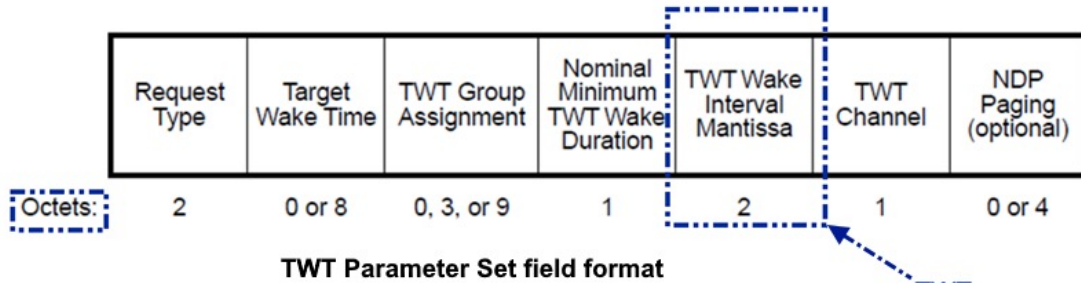 Request Type
Target Wake Time
TWT Group Assignment
Nominal Minimum TWT Wake Duration
TWT Wake Interval Mantissa
TWT Channel
NDP Paging (optional)
Octets: 2 0 or 8 0, 3, or 9 1 2 1 0 or 4
TWT Parameter Set field format